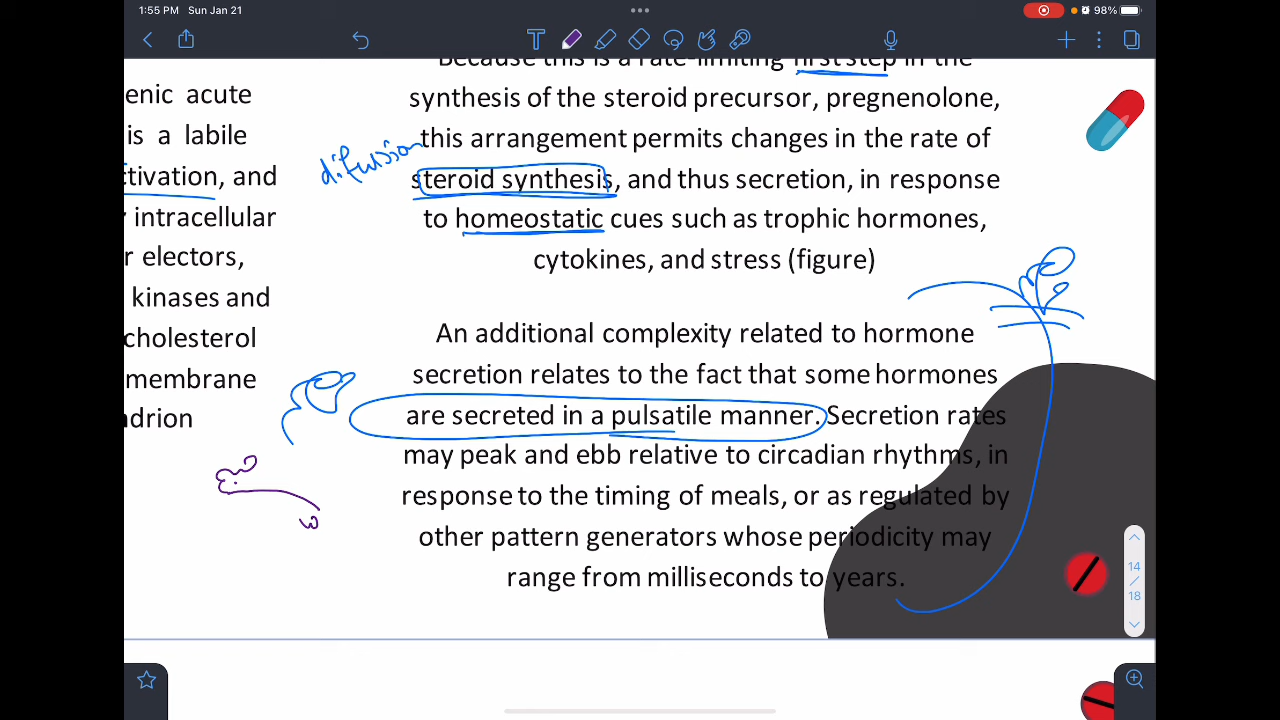 1:55 PM Sun Jan 21
98%
enic acute
is a labile
ctivation, and
intracellular
r electors,
kinases and
cholesterol
membrane
ndrion
Because this is a rate-limiting first step in the
synthesis of the steroid precursor, pregnenolone,
this arrangement permits changes in the rate of
difussion
steroid synthesis, and thus secretion, in response
to homeostatic cues such as trophic hormones,
cytokines, and stress (figure)
An additional complexity related to hormone
secretion relates to the fact that some hormones
are secreted in a pulsatile manner. Secretion rates
may peak and ebb relative to circadian rhythms, in
response to the timing of meals, or as regulated by
other pattern generators whose periodicity may
range from milliseconds to years.
14
/
18